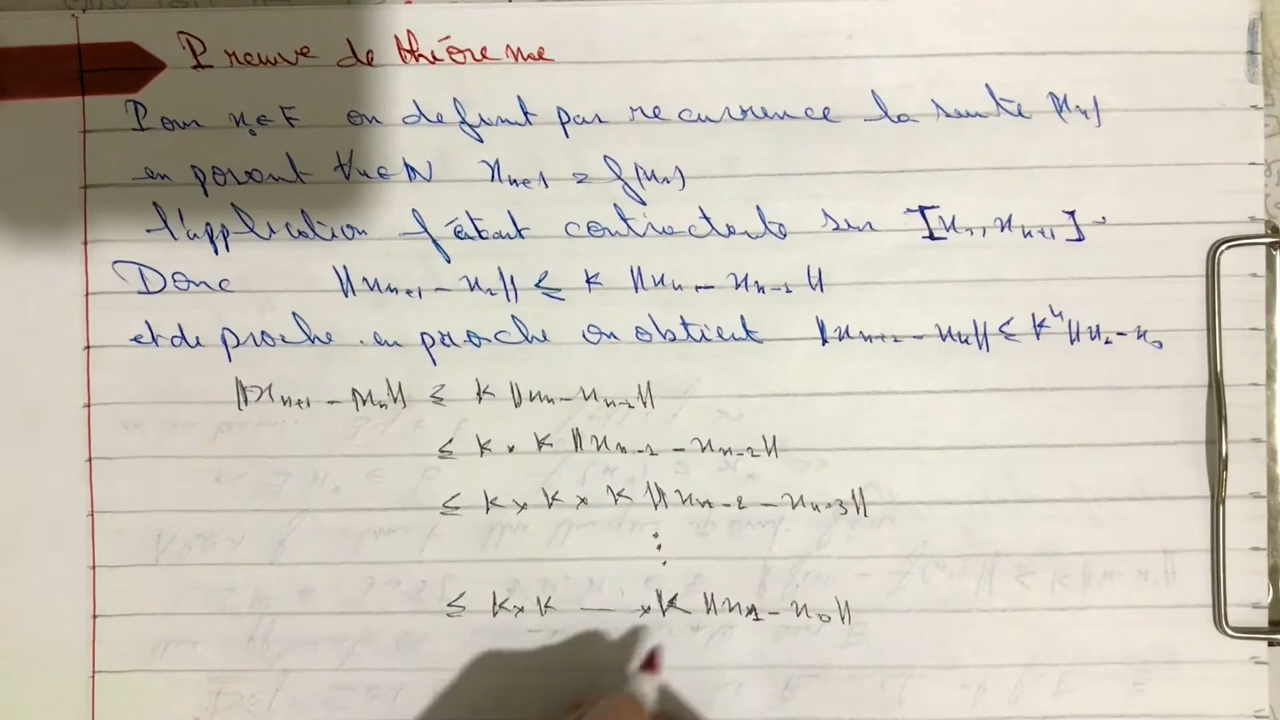 Preuve de théoreme
Pour x₀ ∈ F on definit par recurrence la suite (xₙ)
en posant ∀n∈N xₙ₊₁ = f(xₙ)
l'application f étant contractante sur [xₙ, xₙ₊₁]
Donc ||xₙ₊₁ - xₙ|| ≤ K ||xₙ - xₙ₋₁||
et de proche en proche on obtient ||xₙ₊₁ - xₙ|| ≤ Kⁿ ||x₁ - x₀
||xₙ₊₁ - xₙ|| ≤ K ||xₙ - xₙ₋₁||
≤ K × K ||xₙ₋₁ - xₙ₋₂||
≤ K × K × K ||xₙ₋₂ - xₙ₋₃||
⋮
≤ K × K — × K ||x₁ - x₀||